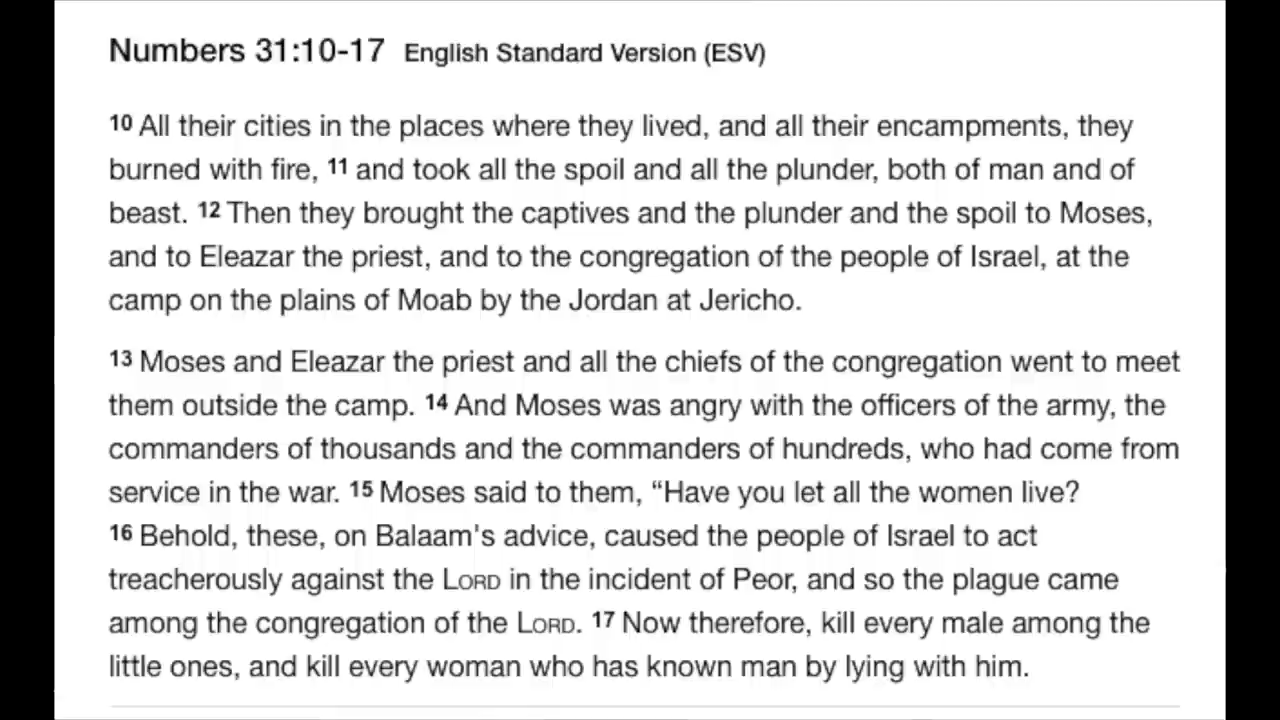 Numbers 31:10-17 English Standard Version (ESV)
10 All their cities in the places where they lived, and all their encampments, they
burned with fire, 11 and took all the spoil and all the plunder, both of man and of
beast. 12 Then they brought the captives and the plunder and the spoil to Moses,
and to Eleazar the priest, and to the congregation of the people of Israel, at the
camp on the plains of Moab by the Jordan at Jericho.
13 Moses and Eleazar the priest and all the chiefs of the congregation went to meet
them outside the camp. 14 And Moses was angry with the officers of the army, the
commanders of thousands and the commanders of hundreds, who had come from
service in the war. 15 Moses said to them, “Have you let all the women live?
16 Behold, these, on Balaam's advice, caused the people of Israel to act
treacherously against the LORD in the incident of Peor, and so the plague came
among the congregation of the LORD. 17 Now therefore, kill every male among the
little ones, and kill every woman who has known man by lying with him.